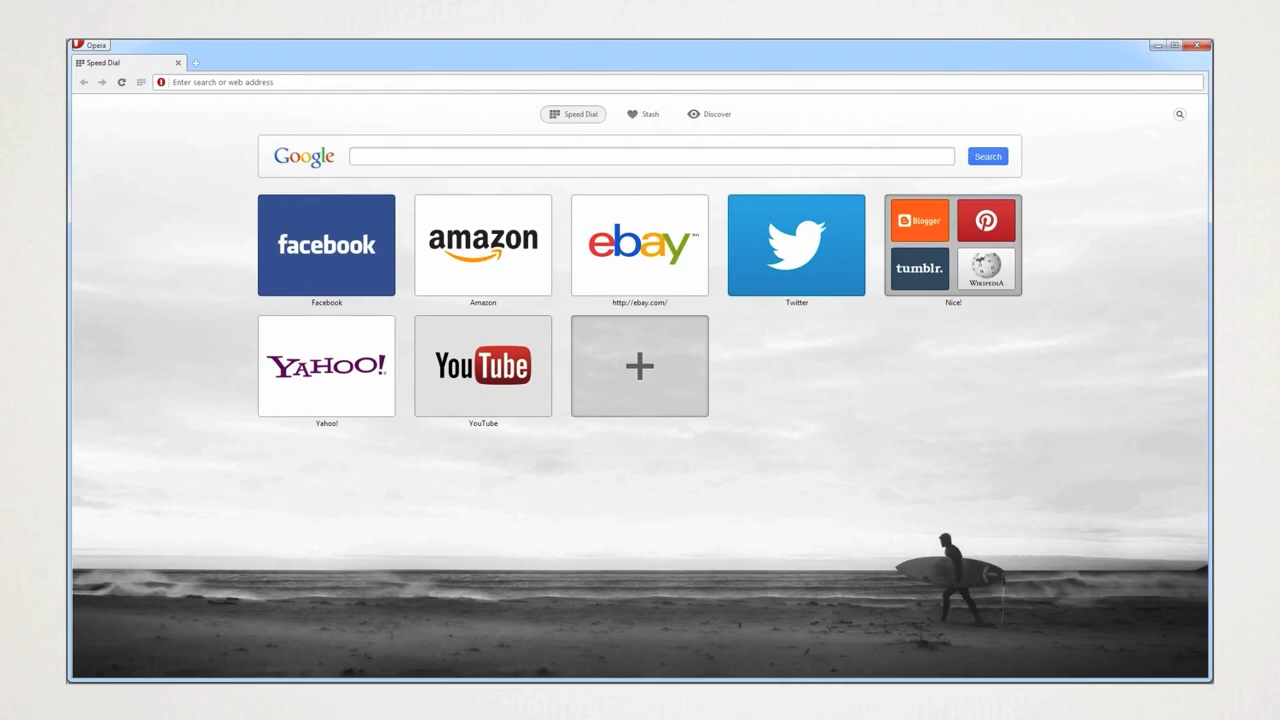 Opera
Speed Dial
Enter search or web address
Speed Dial
Stash
Discover
Google
Search
facebook
amazon
ebay™
Blogger
tumblr.
WIKIPEDIA
Facebook
Amazon
http://ebay.com/
Twitter
Nice!
YAHOO!
YouTube
Yahoo!
YouTube